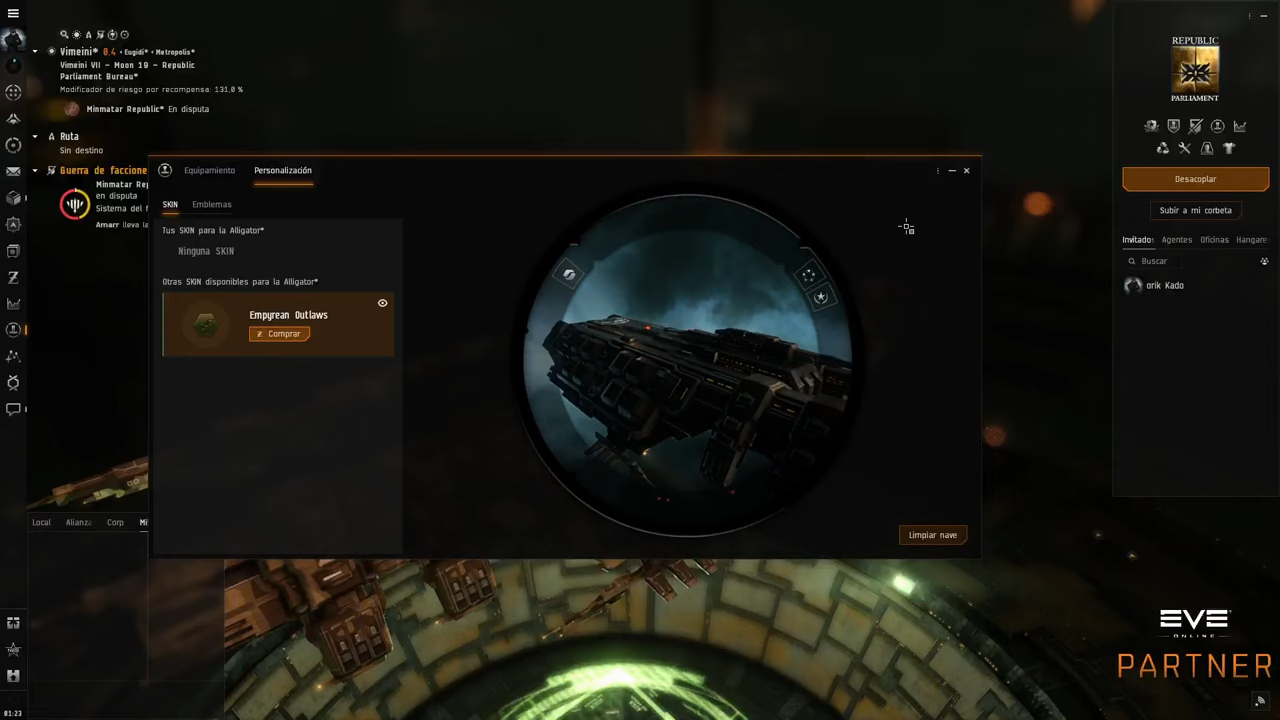 Vimeini* 0.4 ‹ Eugidi* ‹ Metropolis*
Vimeini VII - Moon 19 - Republic
Parliament Bureau*
Modificador de riesgo por recompensa: 131,0 %
Minmatar Republic* En disputa
Ruta
Sin destino
Guerra de faccione
Minmatar Rep
en disputa
Sistema del f
Amarr lleva la
Equipamiento
Personalización
SKIN
Emblemas
Tus SKIN para la Alligator*
Ninguna SKIN
Otras SKIN disponibles para la Alligator*
Empyrean Outlaws
Comprar
Limpiar nave
Local
Alianza
Corp
Mi
01:23
REPUBLIC
PARLIAMENT
Desacoplar
Subir a mi corbeta
Invitados
Agentes
Oficinas
Hangare
Buscar
orik Kado
EVE
ONLINE
PARTNER